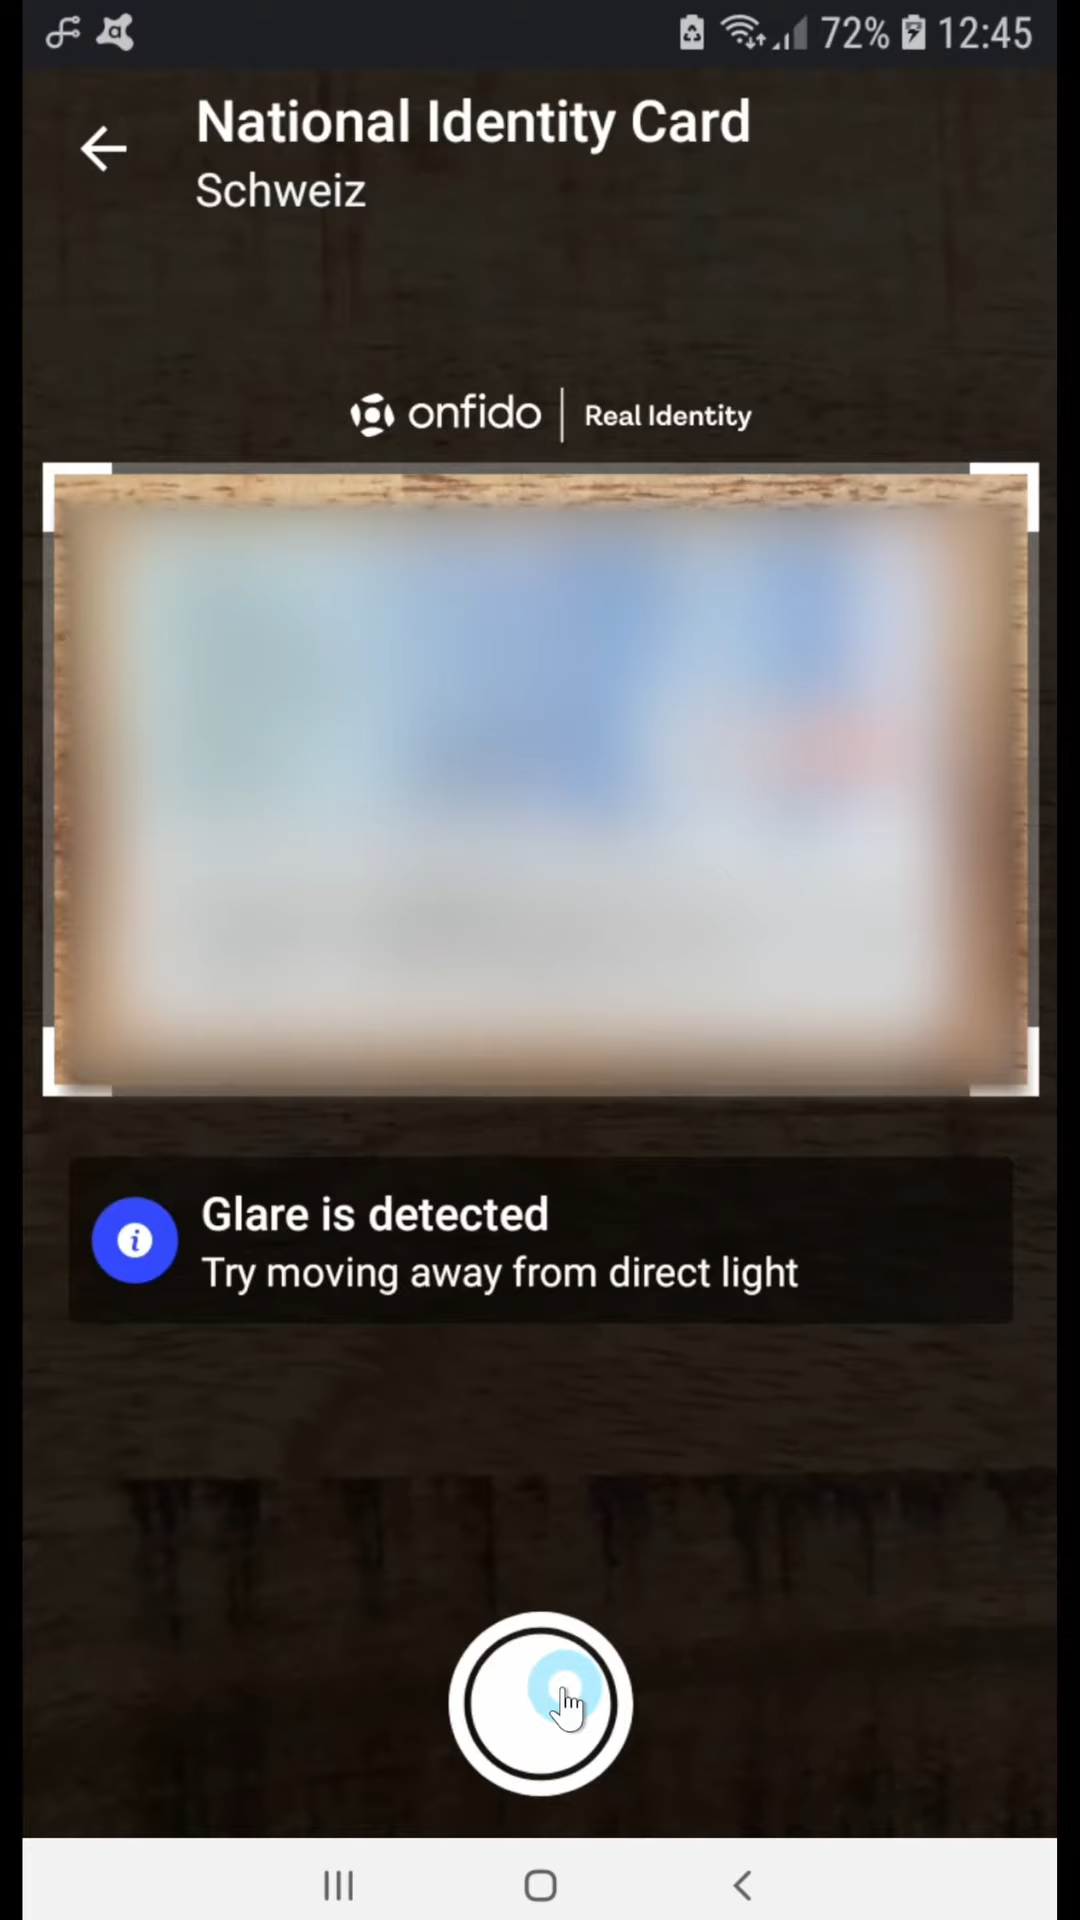 72% 12:45
National Identity Card
Schweiz
onfido | Real Identity
Glare is detected
Try moving away from direct light